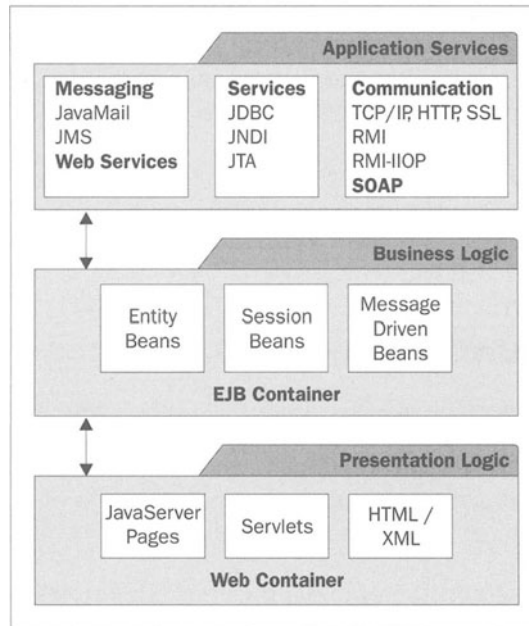 Application Services
Messaging
JavaMail
JMS
Web Services
Services
JDBC
JNDI
JTA
Communication
TCP/IP, HTTP, SSL
RMI
RMI-IIOP
SOAP
Business Logic
Entity
Beans
Session
Beans
Message
Driven
Beans
EJB Container
Presentation Logic
JavaServer
Pages
Servlets
HTML /
XML
Web Container